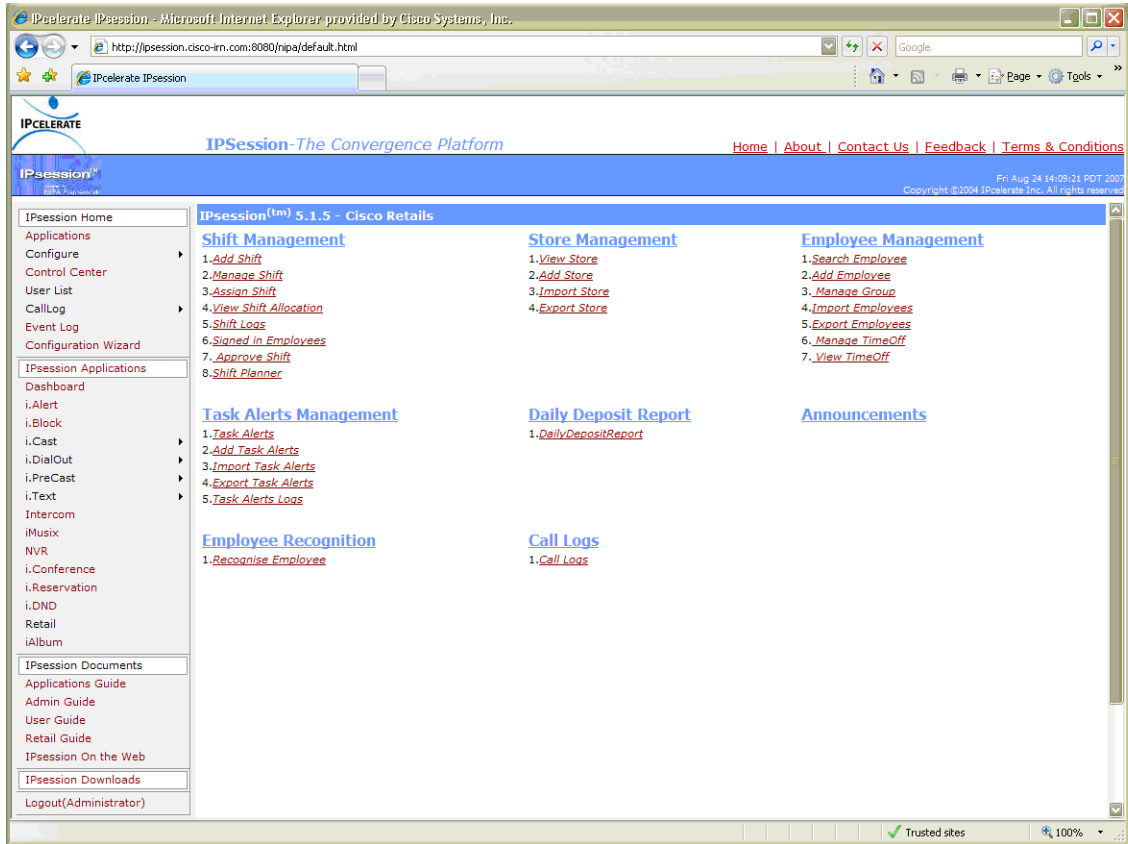 IPcelerate IPsession - Microsoft Internet Explorer provided by Cisco Systems, Inc.
http://ipsession.cisco-irn.com:8080/nipa/default.html
Google
IPcelerate IPsession
Page
Tools
IPCELERATE
IPSession-The Convergence Platform
Home | About | Contact Us | Feedback | Terms & Conditions
IPsession
Fri Aug 24 14:09:21 PDT 2007
Copyright ©2004 IPcelerate Inc. All rights reserved
IPsession Home
Applications
Configure
Control Center
User List
CallLog
Event Log
Configuration Wizard
IPsession Applications
Dashboard
i.Alert
i.Block
i.Cast
i.DialOut
i.PreCast
i.Text
Intercom
iMusix
NVR
i.Conference
i.Reservation
i.DND
Retail
iAlbum
IPsession Documents
Applications Guide
Admin Guide
User Guide
Retail Guide
IPsession On the Web
IPsession Downloads
Logout(Administrator)
IPsession(tm) 5.1.5 - Cisco Retails
Shift Management
1.Add Shift
2.Manage Shift
3.Assign Shift
4.View Shift Allocation
5.Shift Logs
6.Signed in Employees
7. Approve Shift
8.Shift Planner
Store Management
1.View Store
2.Add Store
3.Import Store
4.Export Store
Employee Management
1.Search Employee
2.Add Employee
3. Manage Group
4.Import Employees
5.Export Employees
6. Manage TimeOff
7. View TimeOff
Task Alerts Management
1.Task Alerts
2.Add Task Alerts
3.Import Task Alerts
4.Export Task Alerts
5.Task Alerts Logs
Daily Deposit Report
1.DailyDepositReport
Announcements
Employee Recognition
1.Recognise Employee
Call Logs
1.Call Logs
Trusted sites
100%